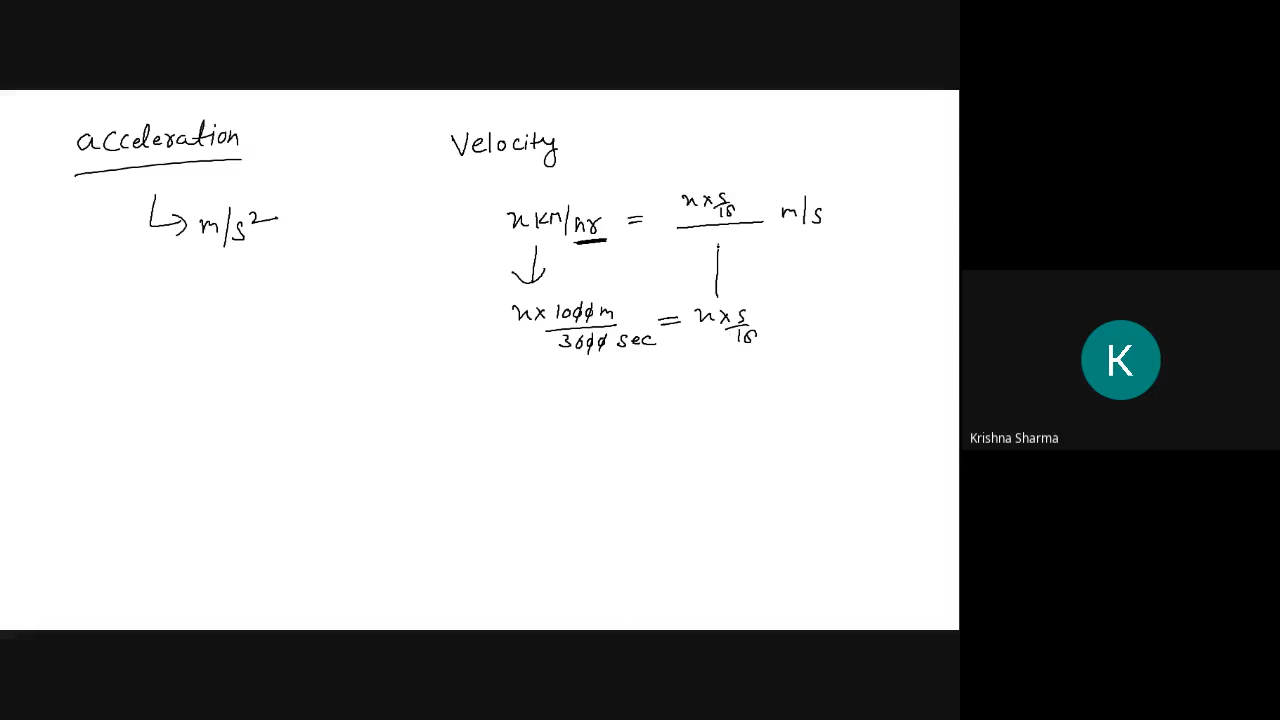 acceleration
↳ m/s²
Velocity
x km/hr = x × 5/18 m/s
x × 1000 m / 3600 sec = x × 5/18
K
Krishna Sharma